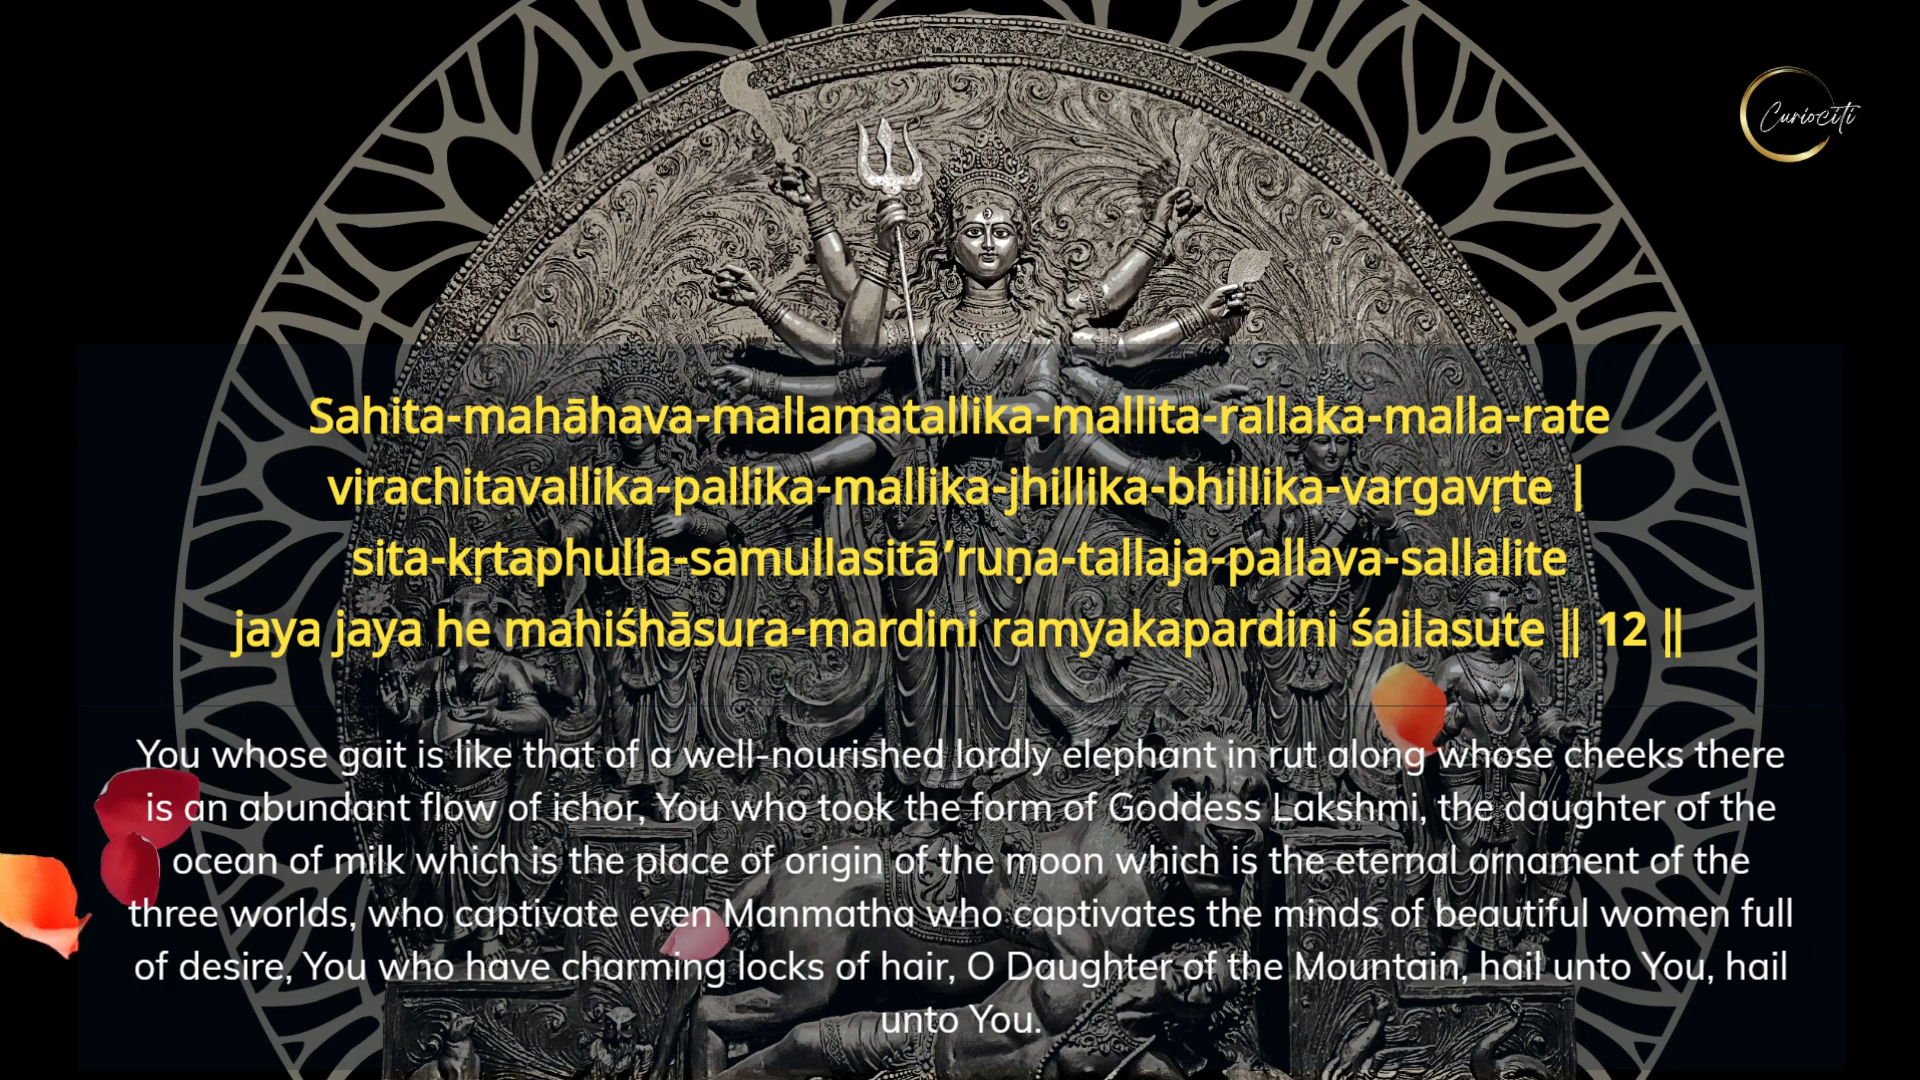 Curiociti
Sahita-mahāhava-mallamatallika-mallita-rallaka-malla-rate
virachitavallika-pallika-mallika-jhillika-bhillika-vargavṛte |
sita-kṛtaphulla-samullasitā’ruṇa-tallaja-pallava-sallalite
jaya jaya he mahiśhāsura-mardini ramyakapardini śailasute || 12 ||
You whose gait is like that of a well-nourished lordly elephant in rut along whose cheeks there
is an abundant flow of ichor, You who took the form of Goddess Lakshmi, the daughter of the
ocean of milk which is the place of origin of the moon which is the eternal ornament of the
three worlds, who captivate even Manmatha who captivates the minds of beautiful women full
of desire, You who have charming locks of hair, O Daughter of the Mountain, hail unto You, hail
unto You.